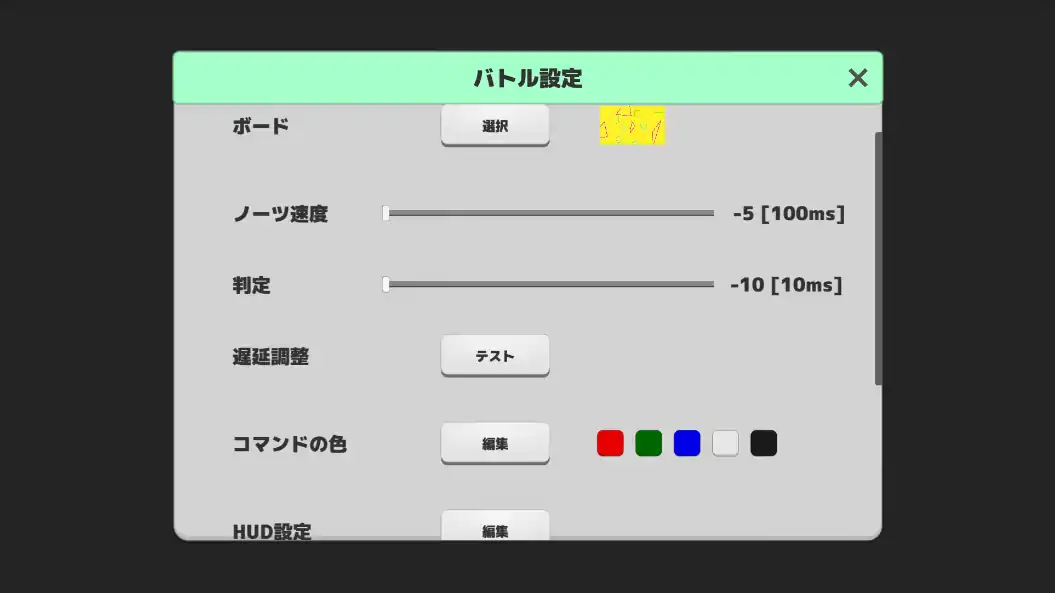 バトル設定
ボード
選択
ノーツ速度
-5 [100ms]
判定
-10 [10ms]
遅延調整
テスト
コマンドの色
編集
HUD設定
編集